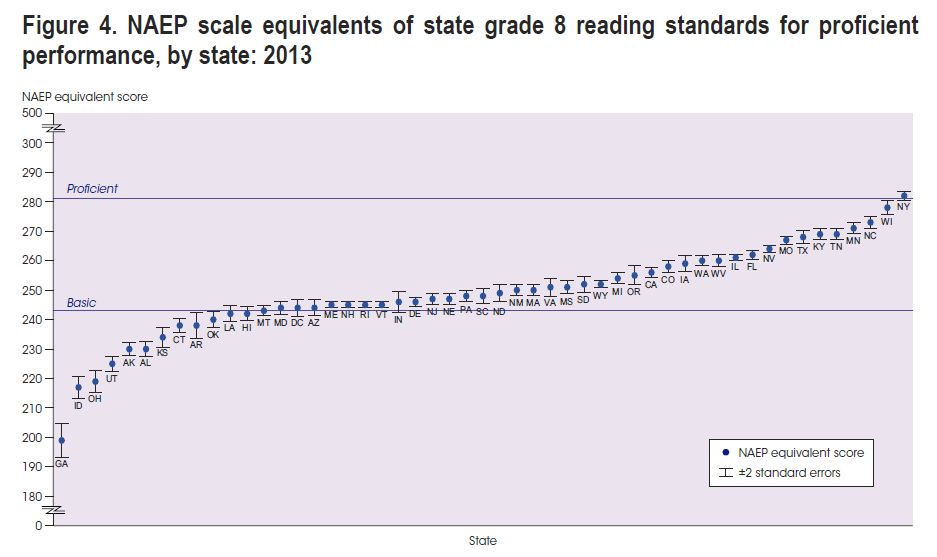 Figure 4. NAEP scale equivalents of state grade 8 reading standards for proficient
performance, by state: 2013
NAEP equivalent score
500
300
290
Proficient
280
270
260
250
Basic
240
230
220
210
200
190
180
0
GA
ID
OH
UT
AK
AL
KS
CT
AR
OK
LA
HI
MT
MD
DC
AZ
ME
NH
RI
VT
IN
DE
NJ
NE
PA
SC
ND
NM
MA
VA
MS
SD
WY
MI
OR
CA
CO
IA
WA
WV
IL
FL
NV
MO
TX
KY
TN
MN
NC
WI
NY
NAEP equivalent score
±2 standard errors
State